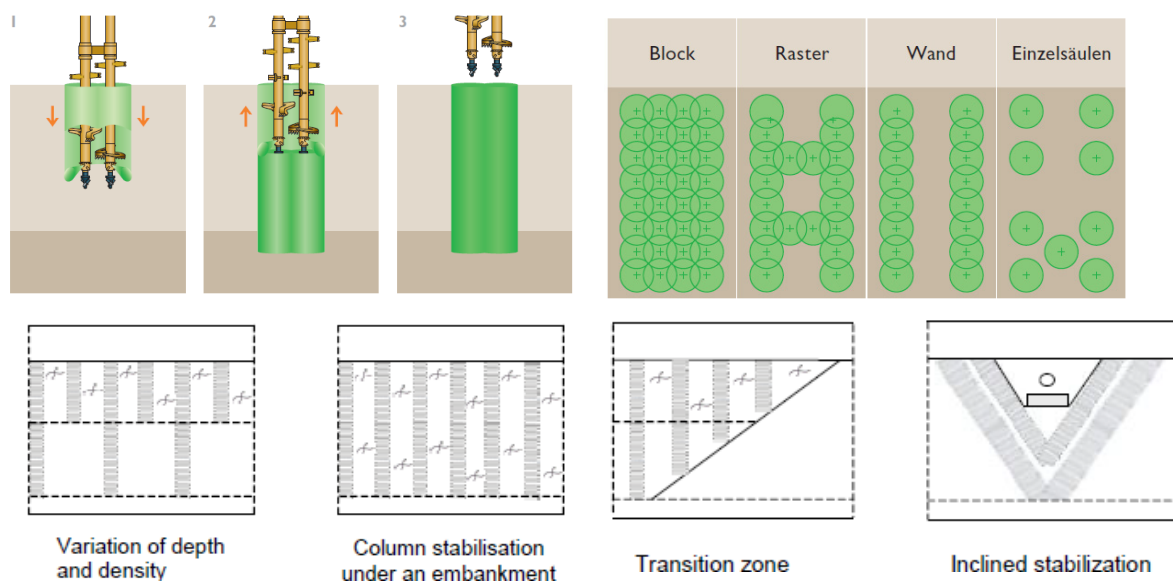 1
2
3
Block
Raster
Wand
Einzelsäulen
Variation of depth
and density
Column stabilisation
under an embankment
Transition zone
Inclined stabilization